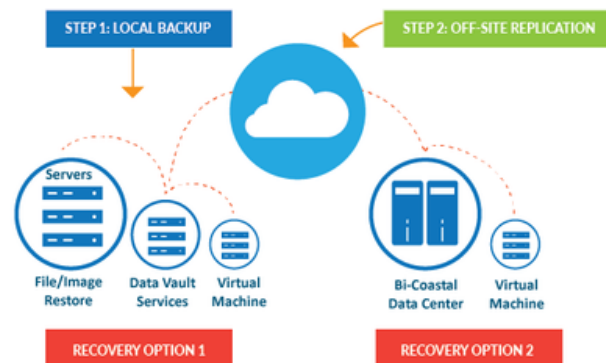 STEP 1: LOCAL BACKUP
STEP 2: OFF-SITE REPLICATION
Servers
File/Image
Restore
Data Vault
Services
Virtual
Machine
Bi-Coastal
Data Center
Virtual
Machine
RECOVERY OPTION 1
RECOVERY OPTION 2